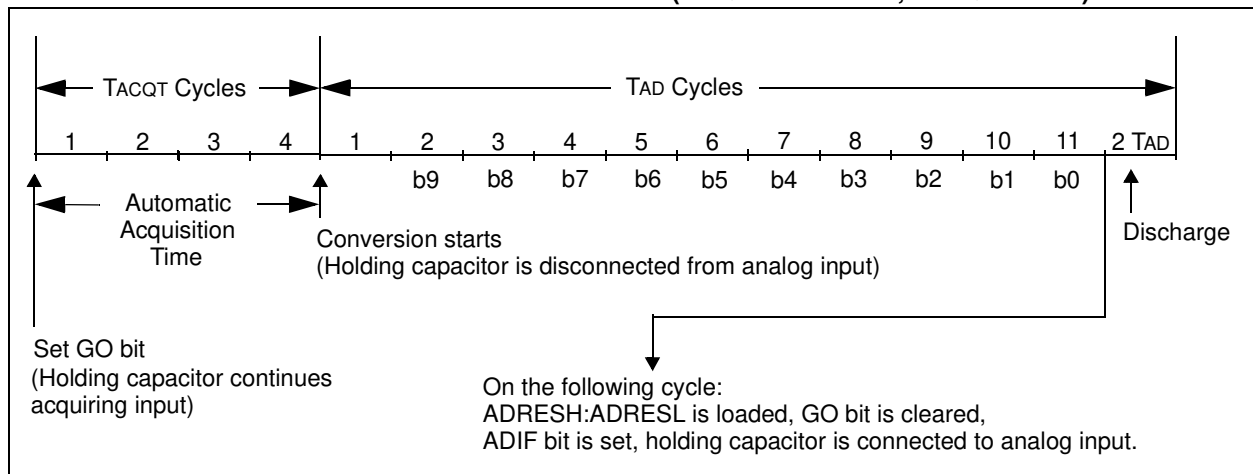 TACQT Cycles
TAD Cycles
1 2 3 4 1 2 3 4 5 6 7 8 9 10 11 2 TAD
b9 b8 b7 b6 b5 b4 b3 b2 b1 b0
Automatic
Acquisition
Time
Conversion starts
(Holding capacitor is disconnected from analog input)
Discharge
Set GO bit
(Holding capacitor continues
acquiring input)
On the following cycle:
ADRESH:ADRESL is loaded, GO bit is cleared,
ADIF bit is set, holding capacitor is connected to analog input.